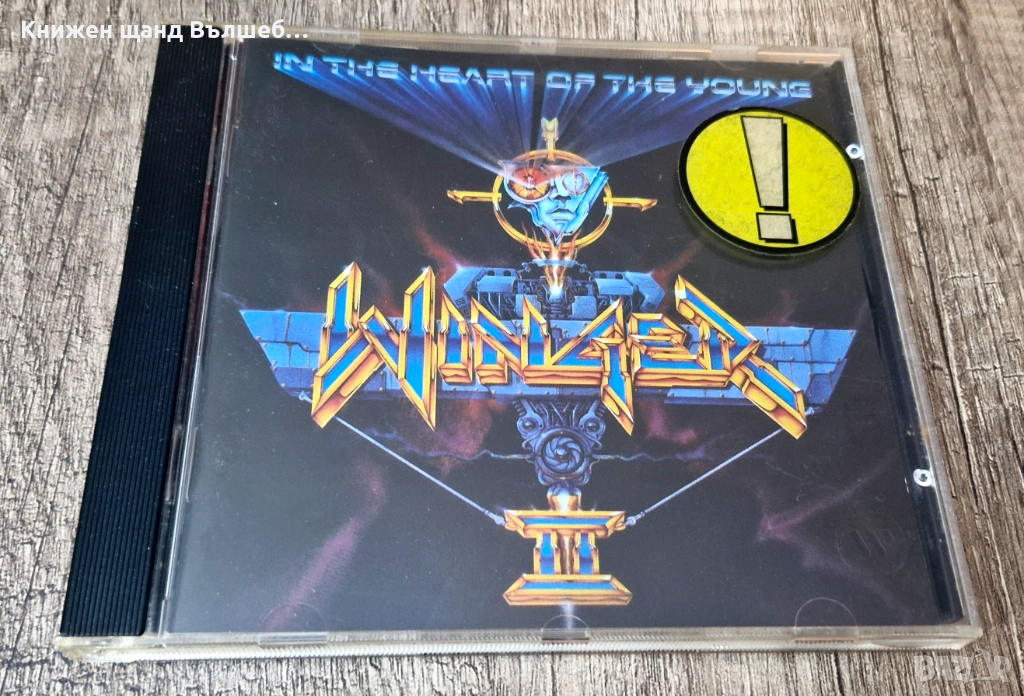 Книжен щанд Вълшеб...
IN THE HEART OF THE YOUNG
!
WINGER
II